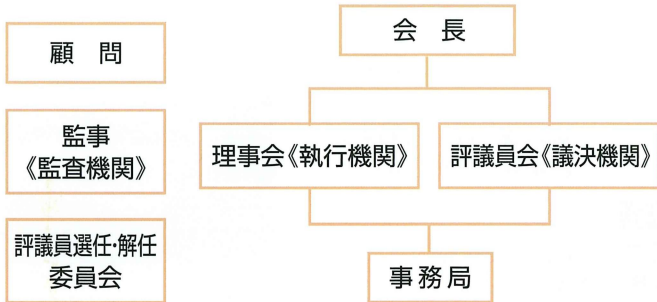 顧　問
監事
《監査機関》
評議員選任・解任
委員会
会　長
理事会《執行機関》
評議員会《議決機関》
事務局